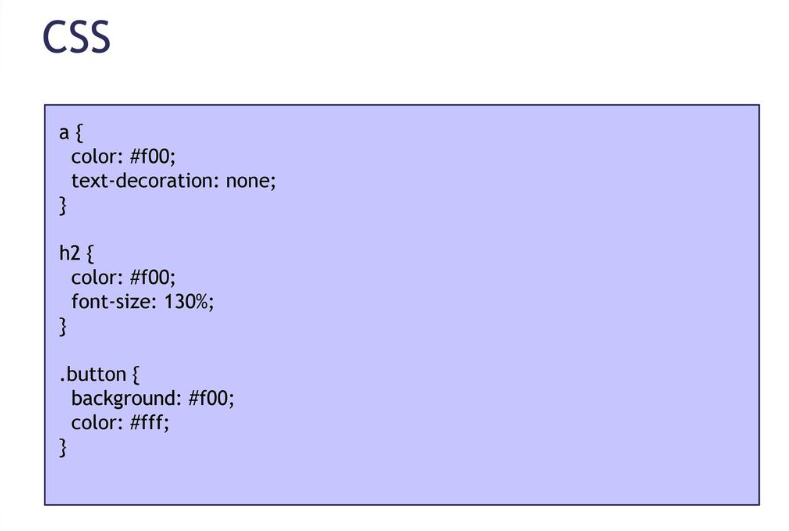 CSS
a {
  color: #f00;
  text-decoration: none;
}
h2 {
  color: #f00;
  font-size: 130%;
}
.button {
  background: #f00;
  color: #fff;
}